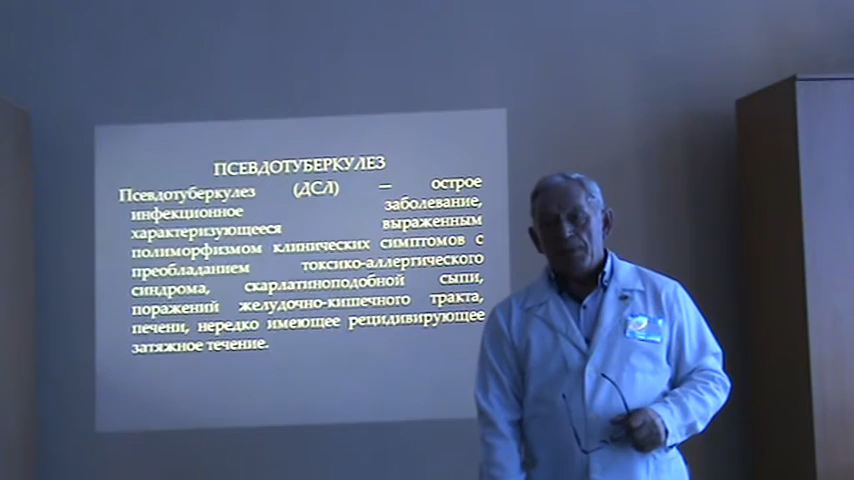 ПСЕВДОТУБЕРКУЛЕЗ
Псевдотуберкулез (ДСЛ) – острое
инфекционное заболевание,
характеризующееся выраженным
полиморфизмом клинических симптомов с
преобладанием токсико-аллергического
синдрома, скарлатиноподобной сыпи,
поражений желудочно-кишечного тракта,
печени, нередко имеющее рецидивирующее
затяжное течение.